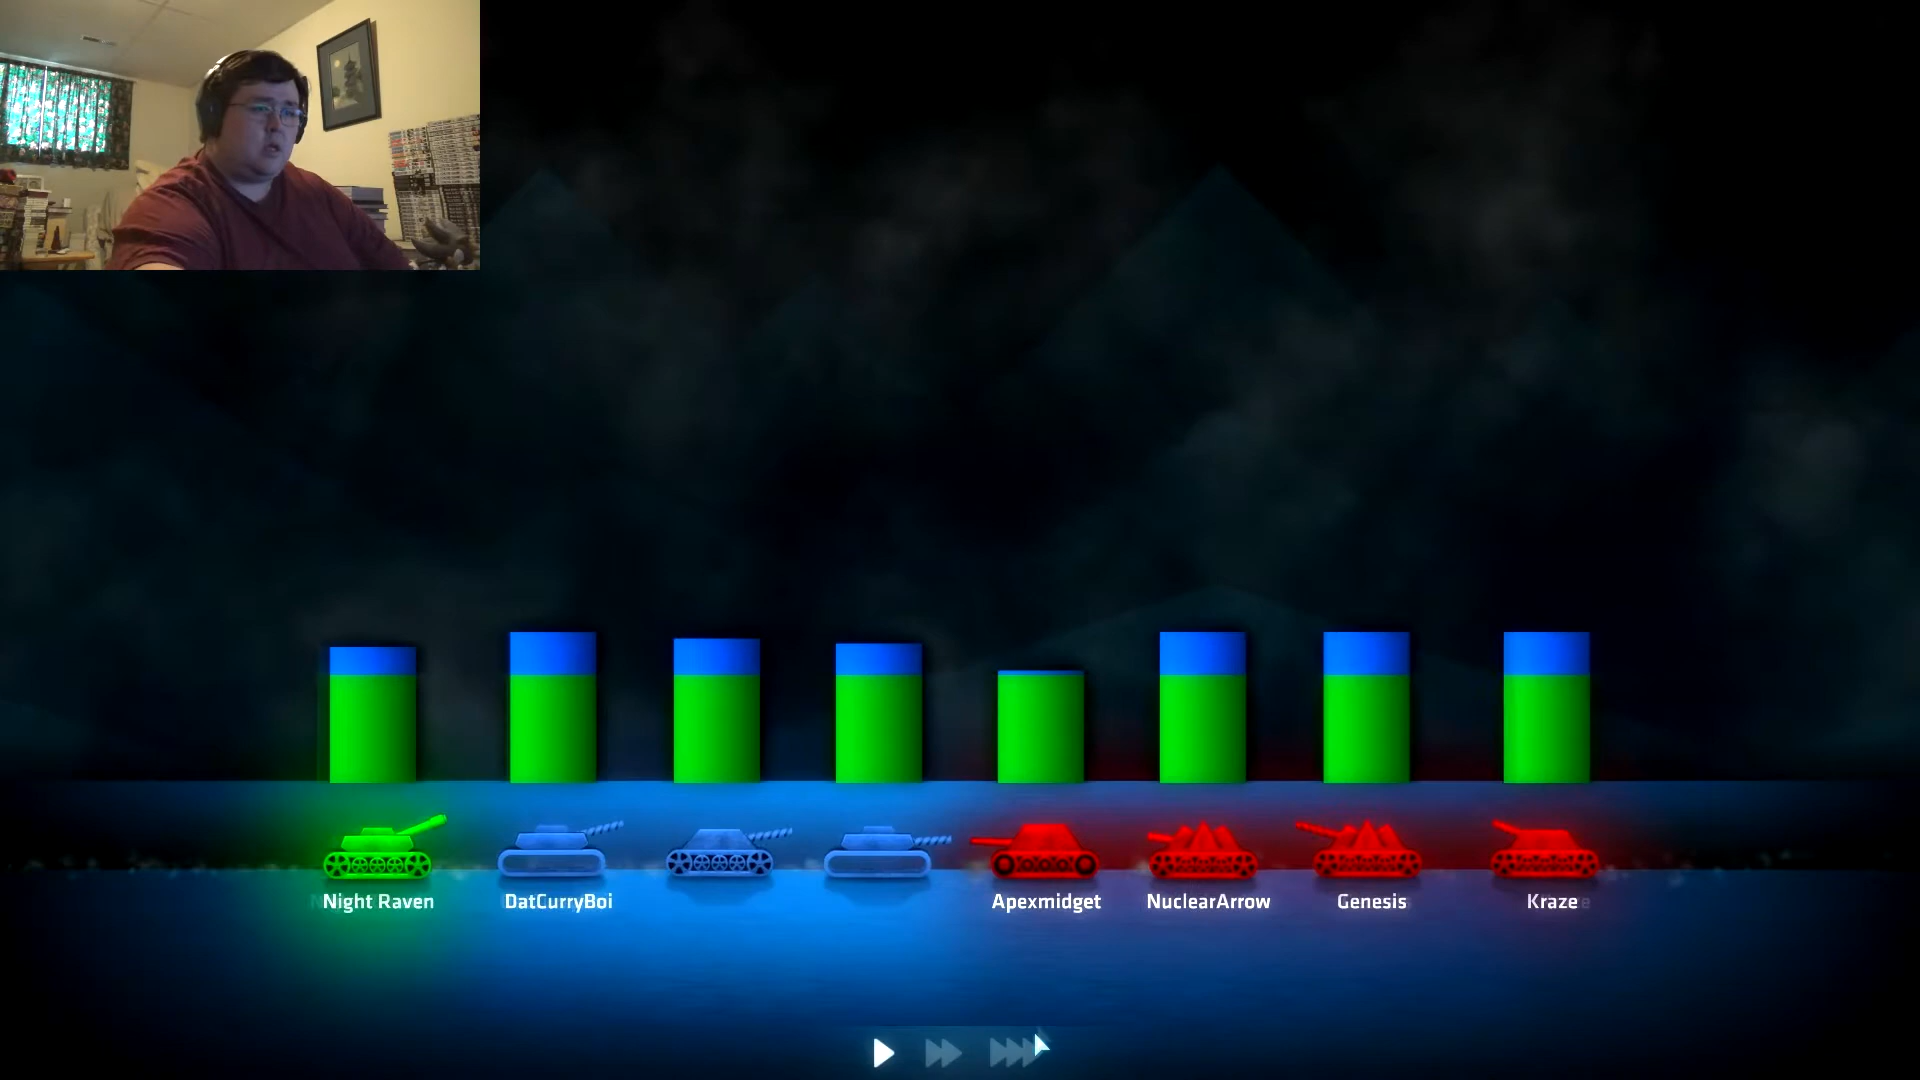 Night Raven
DatCurryBoi
Apexmidget
NuclearArrow
Genesis
Kraze